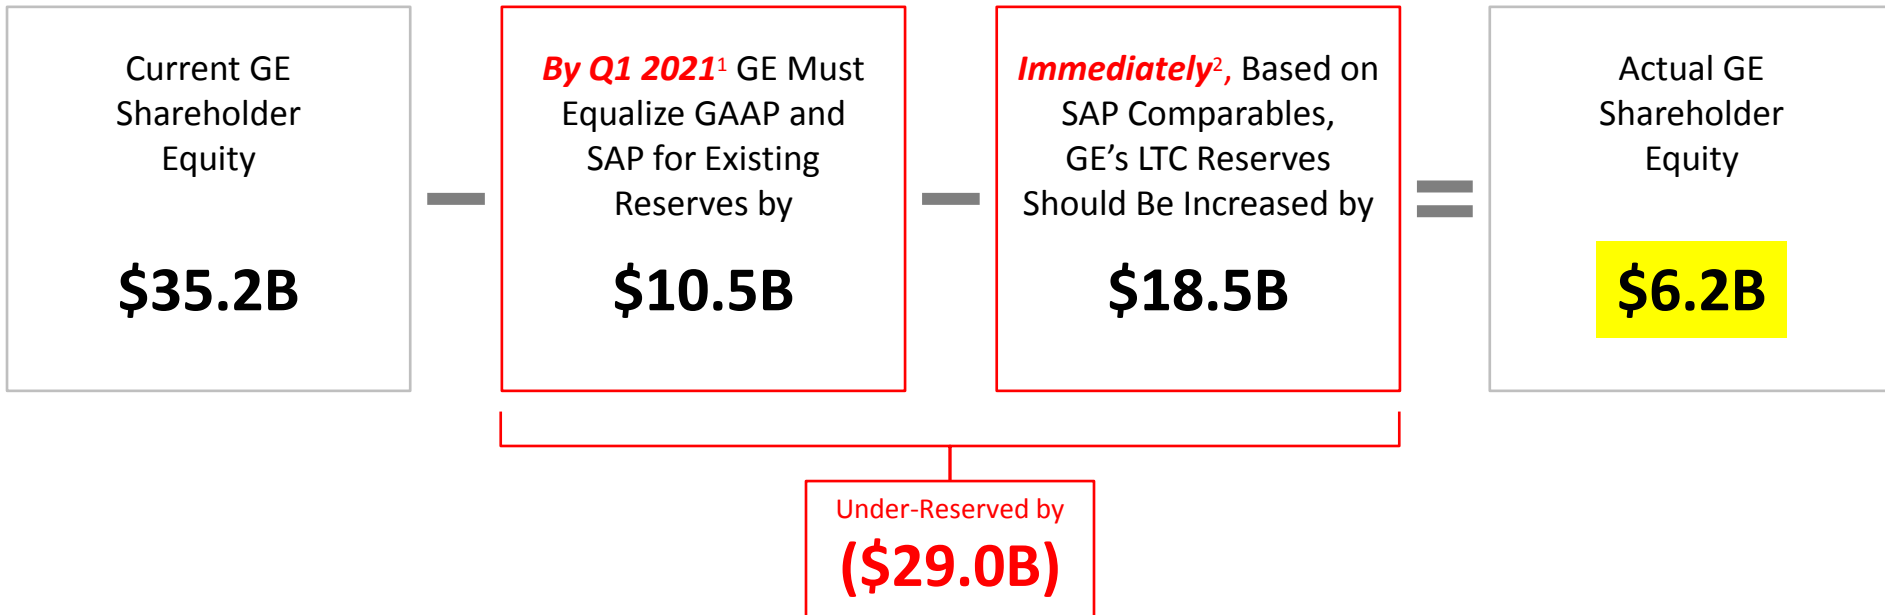 Current GE
Shareholder
Equity
$35.2B
By Q1 2021¹ GE Must
Equalize GAAP and
SAP for Existing
Reserves by
$10.5B
Immediately², Based on
SAP Comparables,
GE’s LTC Reserves
Should Be Increased by
$18.5B
Actual GE
Shareholder
Equity
$6.2B
Under-Reserved by
($29.0B)